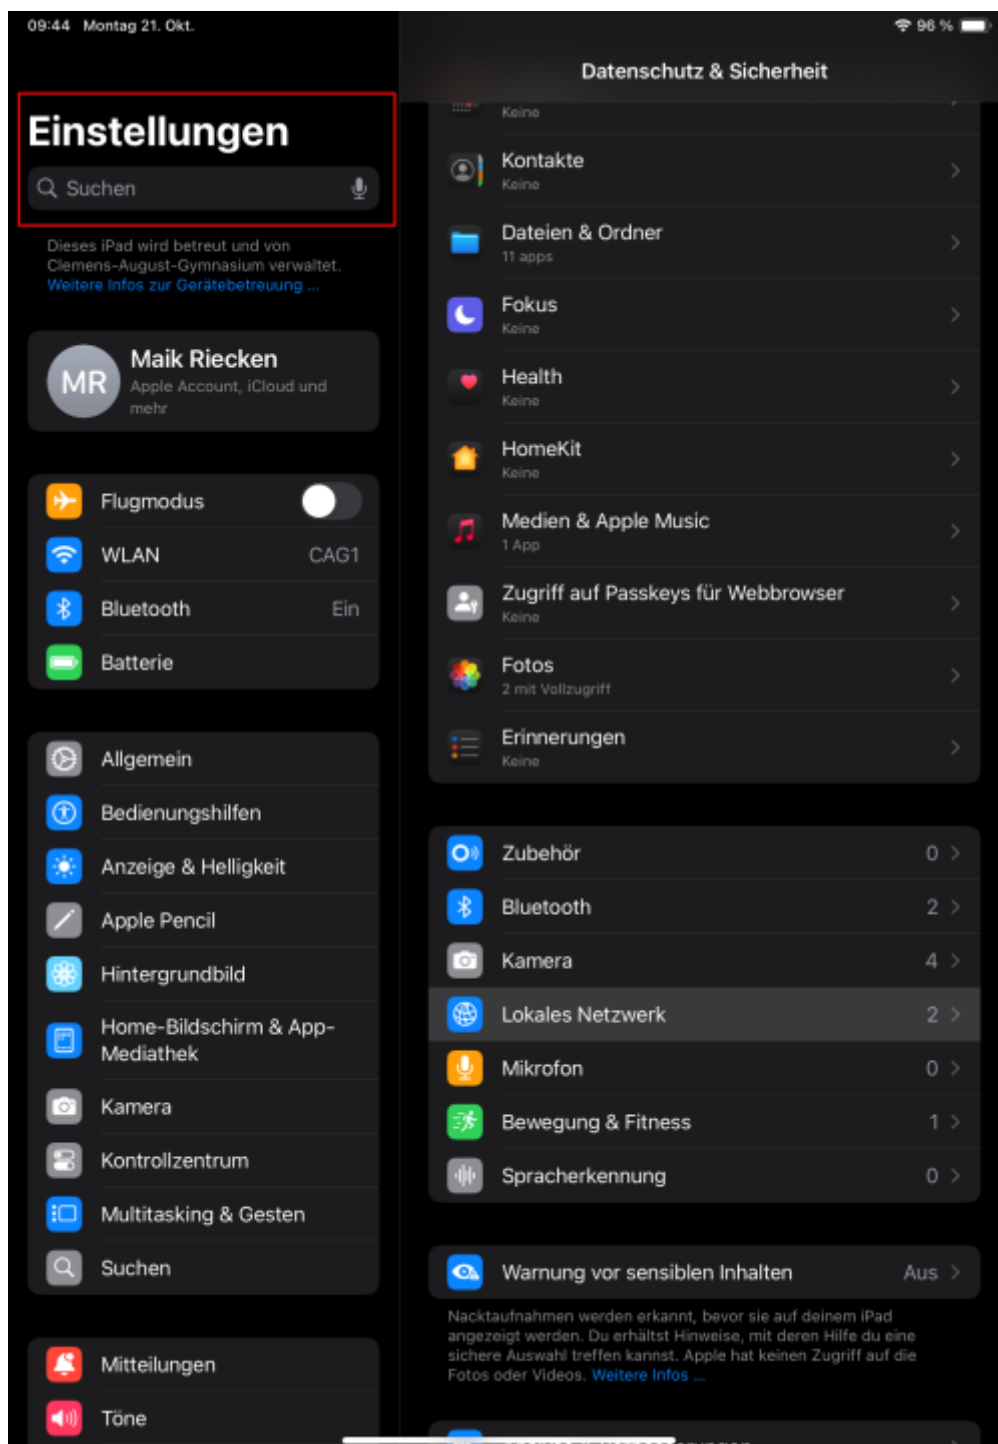 09:44 Montag 21. Okt.
96 %
Einstellungen
Suchen
Dieses iPad wird betreut und von
Clemens-August-Gymnasium verwaltet.
Weitere Infos zur Gerätebetreuung ...
MR
Maik Riecken
Apple Account, iCloud und
mehr
Flugmodus
WLAN CAG1
Bluetooth Ein
Batterie
Allgemein
Bedienungshilfen
Anzeige & Helligkeit
Apple Pencil
Hintergrundbild
Home-Bildschirm & App-
Mediathek
Kamera
Kontrollzentrum
Multitasking & Gesten
Suchen
Mitteilungen
Töne
Datenschutz & Sicherheit
Keine
Kontakte
Keine
Dateien & Ordner
11 apps
Fokus
Keine
Health
Keine
HomeKit
Keine
Medien & Apple Music
1 App
Zugriff auf Passkeys für Webbrowser
Keine
Fotos
2 mit Vollzugriff
Erinnerungen
Keine
Zubehör 0
Bluetooth 2
Kamera 4
Lokales Netzwerk 2
Mikrofon 0
Bewegung & Fitness 1
Spracherkennung 0
Warnung vor sensiblen Inhalten Aus
Nacktaufnahmen werden erkannt, bevor sie auf deinem iPad
angezeigt werden. Du erhältst Hinweise, mit deren Hilfe du eine
sichere Auswahl treffen kannst. Apple hat keinen Zugriff auf die
Fotos oder Videos. Weitere Infos ...